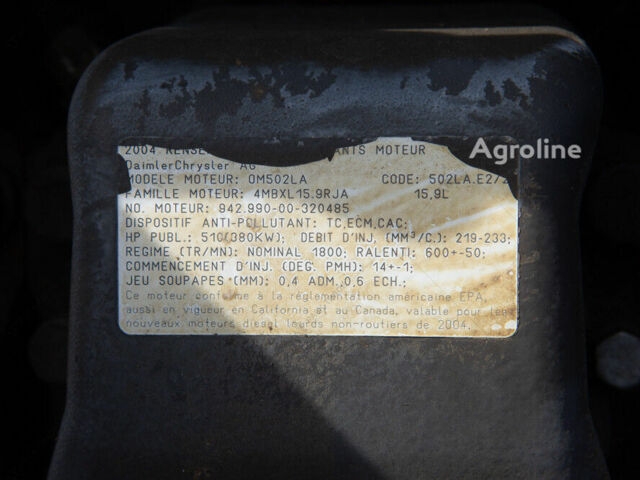 Agroline
2004 ANTS MOTEUR
DaimlerChrysler AG
MODELE MOTEUR: OM502LA CODE: 502LA.E2/2
FAMILLE MOTEUR: 4MBXL15.9RJA 15,9L
NO. MOTEUR: 942.990-00-320485
DISPOSITIF ANTI-POLLUTANT: TC,ECM,CAC;
HP PUBL.: 510(380KW); DEBIT D'INJ. (MM³/C.): 219-233;
REGIME (TR/MN): NOMINAL 1800; RALENTI: 600+-50;
COMMENCEMENT D'INJ. (DEG. PMH): 14+-1;
JEU SOUPAPES (MM): 0,4 ADM.,0,6 ECH.;
Ce moteur conforme à la réglementation américaine EPA,
aussi en vigueur en California et au Canada, valable pour les
nouveaux moteurs diesel lourds non-routiers de 2004.